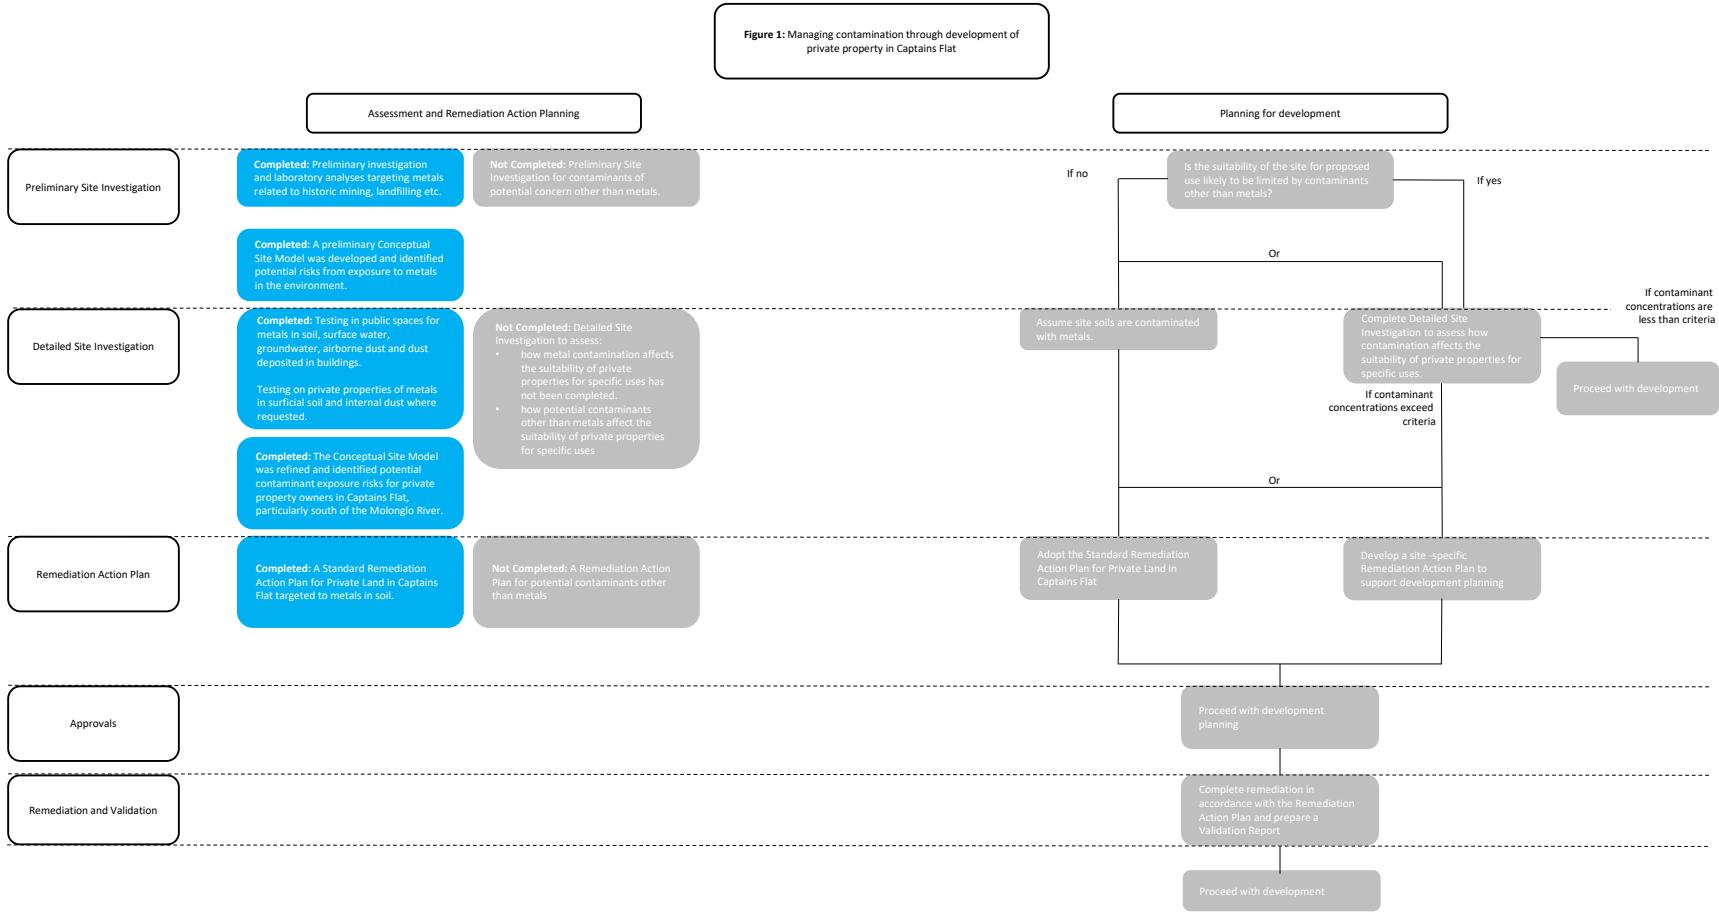 Figure 1: Managing contamination through development of
private property in Captains Flat
Assessment and Remediation Action Planning
Planning for development
Preliminary Site Investigation
Completed: Preliminary investigation
and laboratory analyses targeting metals
related to historic mining, landfilling etc.
Not Completed: Preliminary Site
Investigation for contaminants of
potential concern other than metals.
If no
Is the suitability of the site for proposed
use likely to be limited by contaminants
other than metals?
If yes
Completed: A preliminary Conceptual
Site Model was developed and identified
potential risks from exposure to metals
in the environment.
Or
If contaminant
concentrations are
less than criteria
Detailed Site Investigation
Completed: Testing in public spaces for
metals in soil, surface water,
groundwater, airborne dust and dust
deposited in buildings.
Testing on private properties of metals
in surficial soil and internal dust where
requested.
Not Completed: Detailed Site
Investigation to assess:
• how metal contamination affects
the suitability of private
properties for specific uses has
not been completed.
• how potential contaminants
other than metals affect the
suitability of private properties
for specific uses
Assume site soils are contaminated
with metals.
Complete Detailed Site
Investigation to assess how
contamination affects the
suitability of private properties for
specific uses.
Proceed with development
If contaminant
concentrations exceed
criteria
Completed: The Conceptual Site Model
was refined and identified potential
contaminant exposure risks for private
property owners in Captains Flat,
particularly south of the Molonglo River.
Or
Remediation Action Plan
Completed: A Standard Remediation
Action Plan for Private Land in Captains
Flat targeted to metals in soil.
Not Completed: A Remediation Action
Plan for potential contaminants other
than metals
Adopt the Standard Remediation
Action Plan for Private Land in
Captains Flat
Develop a site -specific
Remediation Action Plan to
support development planning
Approvals
Proceed with development
planning
Remediation and Validation
Complete remediation in
accordance with the Remediation
Action Plan and prepare a
Validation Report
Proceed with development